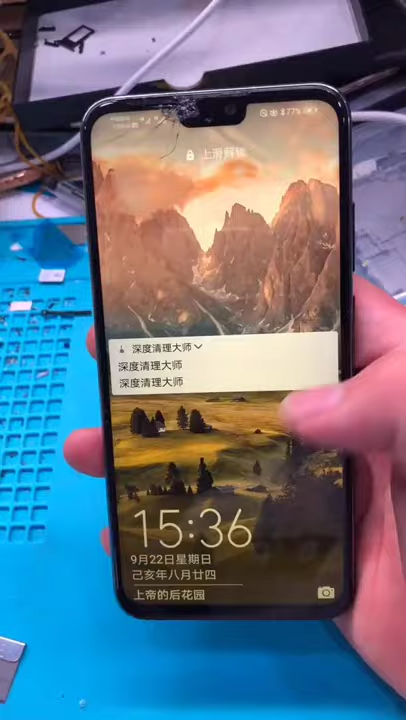 77%
上滑解锁
深度清理大师
深度清理大师
深度清理大师
15:36
9月22日星期日
己亥年八月廿四
上帝的后花园